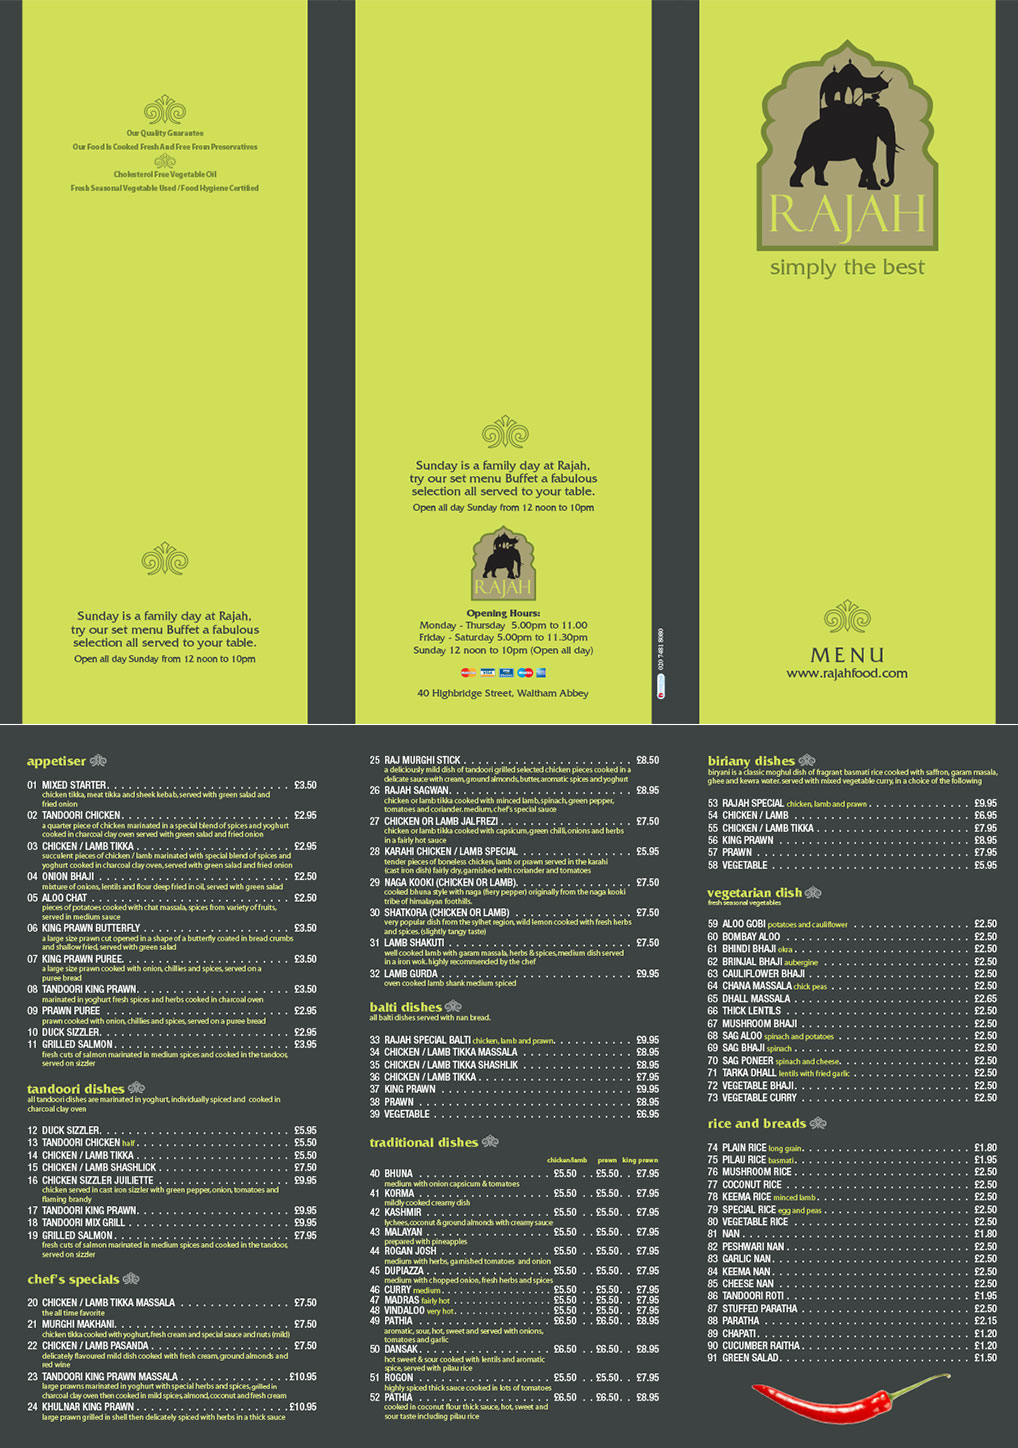 Our Quality Guarantee
Our Food Is Cooked Fresh And Free From Preservatives
Cholesterol Free Vegetable Oil
Fresh Seasonal Vegetable Used / Food Hygiene Certified
Sunday is a family day at Rajah,
try our set menu Buffet a fabulous
selection all served to your table.
Open all day Sunday from 12 noon to 10pm
Sunday is a family day at Rajah,
try our set menu Buffet a fabulous
selection all served to your table.
Open all day Sunday from 12 noon to 10pm
RAJAH
Opening Hours:
Monday - Thursday 5.00pm to 11.00
Friday - Saturday 5.00pm to 11.30pm
Sunday 12 noon to 10pm (Open all day)
40 Highbridge Street, Waltham Abbey
020 7481 8080
RAJAH
simply the best
MENU
www.rajahfood.com
appetiser
01 MIXED STARTER. . . . . £3.50
chicken tikka, meat tikka and sheek kebab, served with green salad and
fried onion
02 TANDOORI CHICKEN. . . . . £2.95
a quarter piece of chicken marinated in a special blend of spices and yoghurt
cooked in charcoal clay oven served with green salad and fried onion
03 CHICKEN / LAMB TIKKA . . . . . £2.95
succulent pieces of chicken / lamb marinated with special blend of spices and
yoghurt cooked in charcoal clay oven, served with green salad and fried onion
04 ONION BHAJI . . . . . £2.50
mixture of onions, lentils and flour deep fried in oil, served with green salad
05 ALOO CHAT . . . . . £2.50
pieces of potatoes cooked with chat massala, spices from variety of fruits,
served in medium sauce
06 KING PRAWN BUTTERFLY . . . . . £3.50
a large size prawn cut opened in a shape of a butterfly coated in bread crumbs
and shallow fried, served with green salad
07 KING PRAWN PUREE. . . . . £3.50
a large size prawn cooked with onion, chillies and spices, served on a
puree bread
08 TANDOORI KING PRAWN. . . . . £3.50
marinated in yoghurt fresh spices and herbs cooked in charcoal oven
09 PRAWN PUREE . . . . . £2.95
prawn cooked with onion, chillies and spices, served on a puree bread
10 DUCK SIZZLER. . . . . £2.95
11 GRILLED SALMON . . . . . £3.95
fresh cuts of salmon marinated in medium spices and cooked in the tandoor,
served on sizzler
tandoori dishes
all tandoori dishes are marinated in yoghurt, individually spiced and cooked in
charcoal clay oven
12 DUCK SIZZLER. . . . . £5.95
13 TANDOORI CHICKEN half . . . . . £5.50
14 CHICKEN / LAMB TIKKA . . . . . £5.50
15 CHICKEN / LAMB SHASHLICK . . . . . £7.50
16 CHICKEN SIZZLER JUILIETTE . . . . . £9.95
chicken served in cast iron sizzler with green pepper, onion, tomatoes and
flaming brandy
17 TANDOORI KING PRAWN. . . . . £9.95
18 TANDOORI MIX GRILL . . . . . £9.95
19 GRILLED SALMON . . . . . £7.95
fresh cuts of salmon marinated in medium spices and cooked in the tandoor,
served on sizzler
chef's specials
20 CHICKEN / LAMB TIKKA MASSALA . . . . . £7.50
the all time favorite
21 MURGHI MAKHANI. . . . . £7.50
chicken tikka cooked with yoghurt, fresh cream and special sauce and nuts (mild)
22 CHICKEN / LAMB PASANDA . . . . . £7.50
delicately flavoured mild dish cooked with fresh cream, ground almonds and
red wine
23 TANDOORI KING PRAWN MASSALA . . . . . £10.95
large prawns marinated in yoghurt with special herbs and spices, grilled in
charcoal clay oven then cooked in mild spices, almond, coconut and fresh cream
24 KHULNAR KING PRAWN . . . . . £10.95
large prawn grilled in shell then delicately spiced with herbs in a thick sauce
25 RAJ MURGHI STICK . . . . . £8.50
a deliciously mild dish of tandoori grilled selected chicken pieces cooked in a
delicate sauce with cream, ground almonds, butter, aromatic spices and yoghurt
26 RAJAH SAGWAN. . . . . £8.95
chicken or lamb tikka cooked with minced lamb, spinach, green pepper,
tomatoes and coriander. medium, chef's special sauce
27 CHICKEN OR LAMB JALFREZI . . . . . £7.50
chicken or lamb tikka cooked with capsicum, green chilli, onions and herbs
in a fairly hot sauce
28 KARAHI CHICKEN / LAMB SPECIAL . . . . . £5.95
tender pieces of boneless chicken, lamb or prawn served in the karahi
(cast iron dish) fairly dry, garnished with coriander and tomatoes
29 NAGA KOOKI (CHICKEN OR LAMB). . . . . £7.50
cooked bhuna style with naga (fiery pepper) originally from the naga kooki
tribe of himalayan foothills.
30 SHATKORA (CHICKEN OR LAMB) . . . . . £7.50
very popular dish from the sylhet region, wild lemon cooked with fresh herbs
and spices. (slightly tangy taste)
31 LAMB SHAKUTI . . . . . £7.50
well cooked lamb with garam massala, herbs & spices, medium dish served
in a iron wok. highly recommended by the chef
32 LAMB GURDA . . . . . £9.95
oven cooked lamb shank medium spiced
balti dishes
all balti dishes served with nan bread.
33 RAJAH SPECIAL BALTI chicken, lamb and prawn. . . . . £9.95
34 CHICKEN / LAMB TIKKA MASSALA . . . . . £8.95
35 CHICKEN / LAMB TIKKA SHASHLIK . . . . . £8.95
36 CHICKEN / LAMB TIKKA . . . . . £7.95
37 KING PRAWN . . . . . £9.95
38 PRAWN . . . . . £8.95
39 VEGETABLE . . . . . £6.95
traditional dishes
chicken/lamb prawn king prawn
40 BHUNA . . . . . £5.50 . . £5.50 . . £7.95
medium with onion capsicum & tomatoes
41 KORMA . . . . . £5.50 . . £5.50 . . £7.95
mildly cooked creamy dish
42 KASHMIR . . . . . £5.50 . . £5.50 . . £7.95
lychees, coconut & ground almonds with creamy sauce
43 MALAYAN . . . . . £5.50 . . £5.50 . . £7.95
prepared with pineapples
44 ROGAN JOSH . . . . . £5.50 . . £5.50 . . £7.95
medium with herbs, garnished tomatoes and onion
45 DUPIAZZA . . . . . £5.50 . . £5.50 . . £7.95
medium with chopped onion, fresh herbs and spices
46 CURRY medium . . . . . £5.50 . . £5.50 . . £7.95
47 MADRAS fairly hot . . . . . £5.50 . . £5.50 . . £7.95
48 VINDALOO very hot . . . . . £5.50 . . £5.50 . . £7.95
49 PATHIA . . . . . £6.50 . . £6.50 . . £8.95
aromatic, sour, hot, sweet and served with onions,
tomatoes and garlic
50 DANSAK . . . . . £6.50 . . £6.50 . . £8.95
hot sweet & sour cooked with lentils and aromatic
spice, served with pilau rice
51 ROGON . . . . . £5.50 . . £5.50 . . £7.95
highly spiced thick sauce cooked in lots of tomatoes
52 PATHIA . . . . . £6.50 . . £6.50 . . £8.95
cooked in coconut flour thick sauce, hot, sweet and
sour taste including pilau rice
biriany dishes
biryani is a classic moghul dish of fragrant basmati rice cooked with saffron, garam masala,
ghee and kewra water. served with mixed vegetable curry, in a choice of the following
53 RAJAH SPECIAL chicken, lamb and prawn . . . . . £9.95
54 CHICKEN / LAMB . . . . . £6.95
55 CHICKEN / LAMB TIKKA . . . . . £7.95
56 KING PRAWN . . . . . £8.95
57 PRAWN . . . . . £7.95
58 VEGETABLE . . . . . £5.95
vegetarian dish
fresh seasonal vegetables
59 ALOO GOBI potatoes and cauliflower . . . . . £2.50
60 BOMBAY ALOO . . . . . £2.50
61 BHINDI BHAJI okra . . . . . £2.50
62 BRINJAL BHAJI aubergine . . . . . £2.50
63 CAULIFLOWER BHAJI . . . . . £2.50
64 CHANA MASSALA chick peas . . . . . £2.50
65 DHALL MASSALA . . . . . £2.65
66 THICK LENTILS . . . . . £2.50
67 MUSHROOM BHAJI . . . . . £2.50
68 SAG ALOO spinach and potatoes . . . . . £2.50
69 SAG BHAJI spinach . . . . . £2.50
70 SAG PONEER spinach and cheese. . . . . £2.50
71 TARKA DHALL lentils with fried garlic . . . . . £2.50
72 VEGETABLE BHAJI. . . . . £2.50
73 VEGETABLE CURRY . . . . . £2.50
rice and breads
74 PLAIN RICE long grain. . . . . £1.80
75 PILAU RICE basmati . . . . . £1.95
76 MUSHROOM RICE . . . . . £2.50
77 COCONUT RICE . . . . . £2.50
78 KEEMA RICE minced lamb . . . . . £2.50
79 SPECIAL RICE egg and peas . . . . . £2.50
80 VEGETABLE RICE . . . . . £2.50
81 NAN . . . . . £1.80
82 PESHWARI NAN . . . . . £2.50
83 GARLIC NAN . . . . . £2.50
84 KEEMA NAN . . . . . £2.50
85 CHEESE NAN . . . . . £2.50
86 TANDOORI ROTI . . . . . £1.95
87 STUFFED PARATHA . . . . . £2.50
88 PARATHA . . . . . £2.15
89 CHAPATI . . . . . £1.20
90 CUCUMBER RAITHA . . . . . £1.20
91 GREEN SALAD . . . . . £1.50